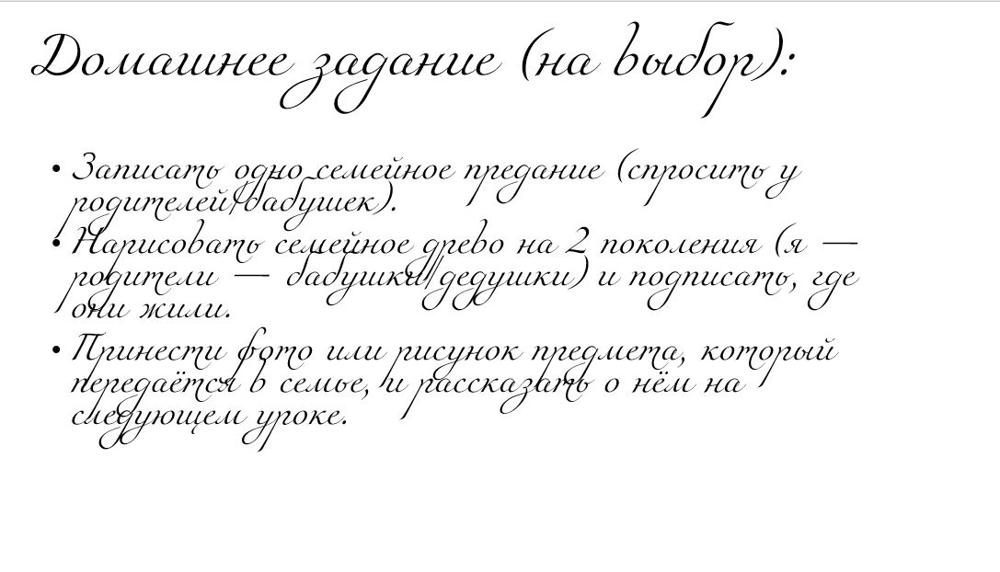 Домашнее задание (на выбор):
• Записать одно семейное предание (спросить у
родителей/бабушек).
• Нарисовать семейное древо на 2 поколения (я —
родители — бабушки/дедушки) и подписать, где
они жили.
• Принести фото или рисунок предмета, который
передаётся в семье, и рассказать о нём на
следующем уроке.